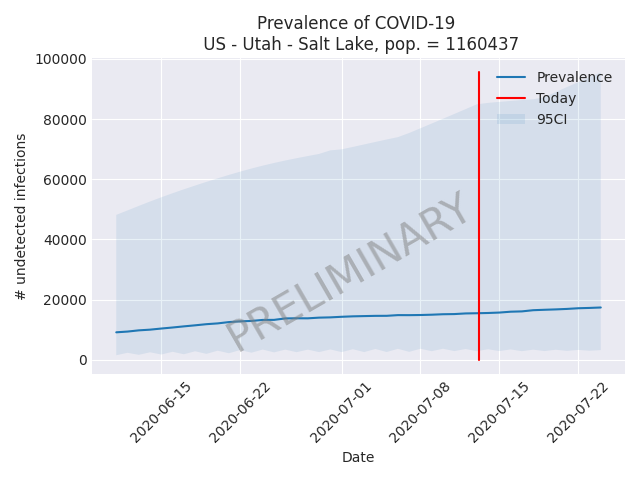 Prevalence of COVID-19
US - Utah - Salt Lake, pop. = 1160437
# undetected infections
100000
80000
60000
40000
20000
0
Prevalence
Today
95CI
PRELIMINARY
2020-06-15
2020-06-22
2020-07-01
2020-07-08
2020-07-15
2020-07-22
Date